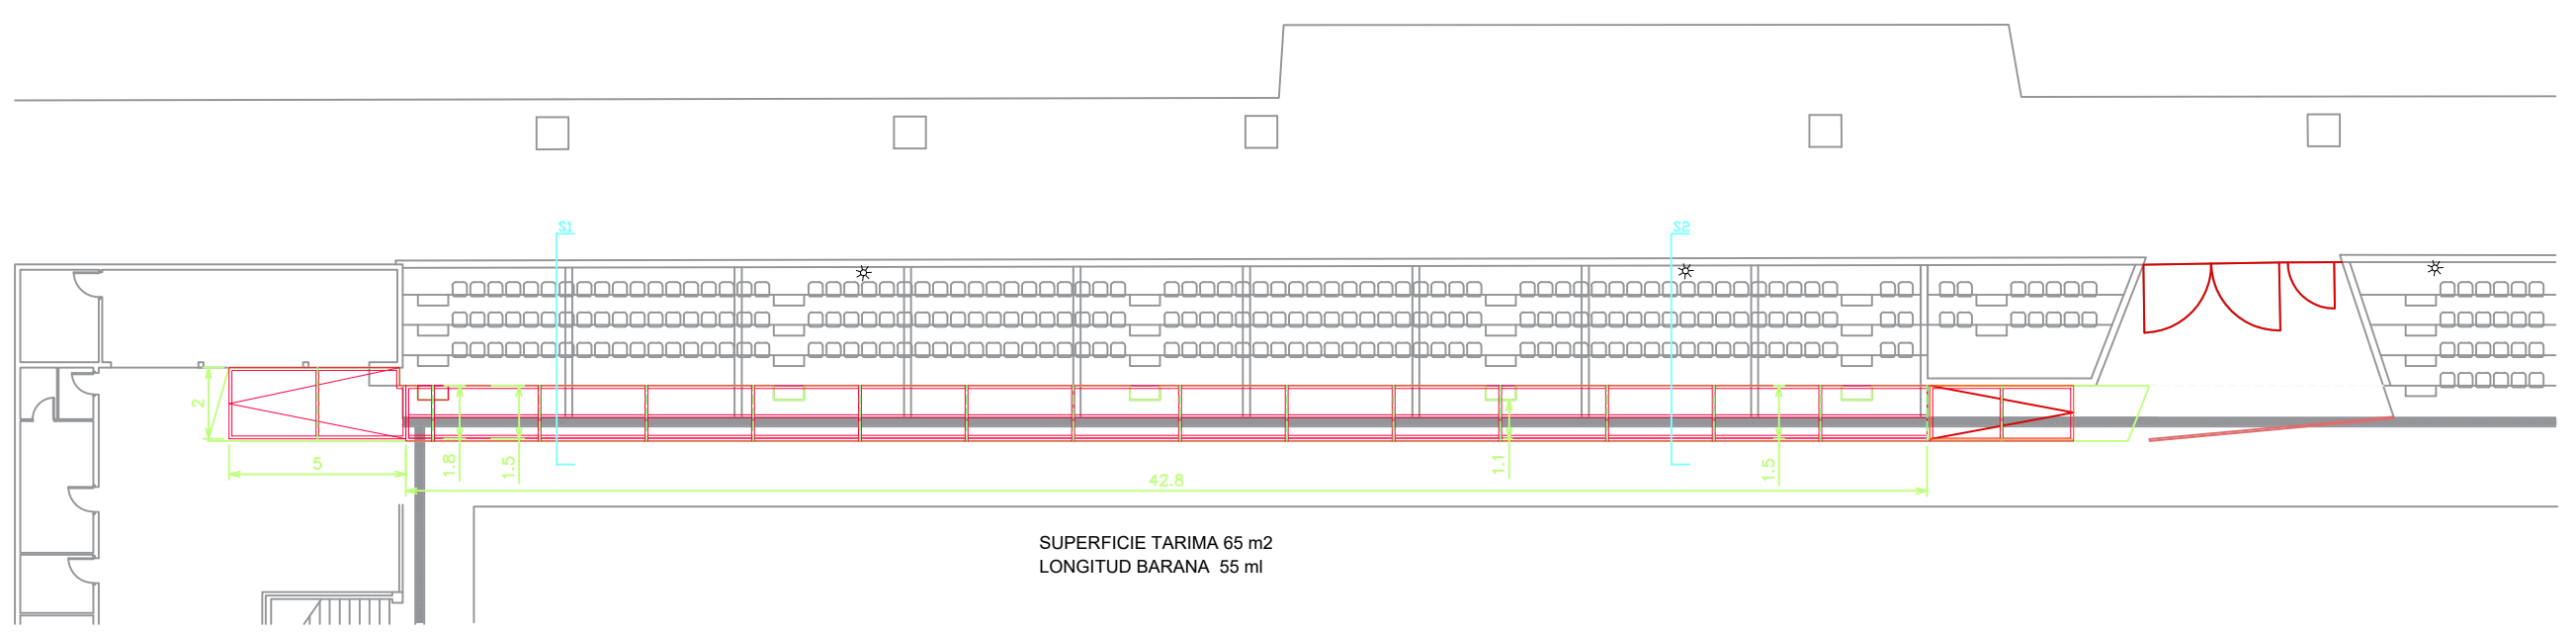 S1
S2
2
5
1.8
1.5
1.1
1.5
42.8
SUPERFICIE TARIMA 65 m2
LONGITUD BARANA 55 ml